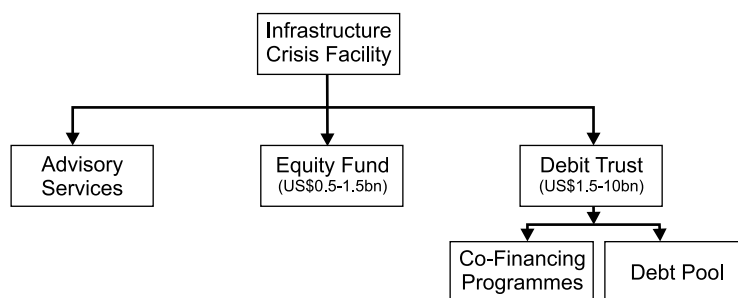 Infrastructure
Crisis Facility
Advisory
Services
Equity Fund
(US$0.5-1.5bn)
Debit Trust
(US$1.5-10bn)
Co-Financing
Programmes
Debt Pool